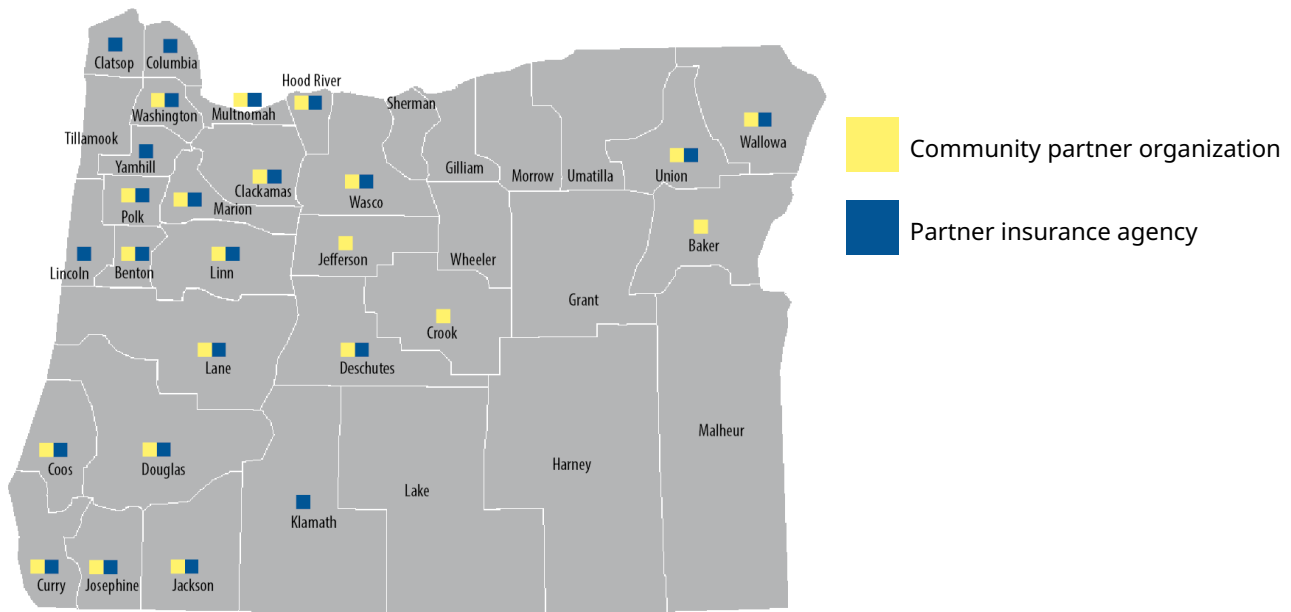 Clatsop
Columbia
Hood River
Washington
Multnomah
Sherman
Tillamook
Yamhill
Wallowa
Gilliam
Morrow
Umatilla
Union
Clackamas
Polk
Marion
Wasco
Baker
Jefferson
Wheeler
Lincoln
Benton
Linn
Grant
Crook
Lane
Deschutes
Malheur
Coos
Douglas
Harney
Lake
Klamath
Curry
Josephine
Jackson
Community partner organization
Partner insurance agency